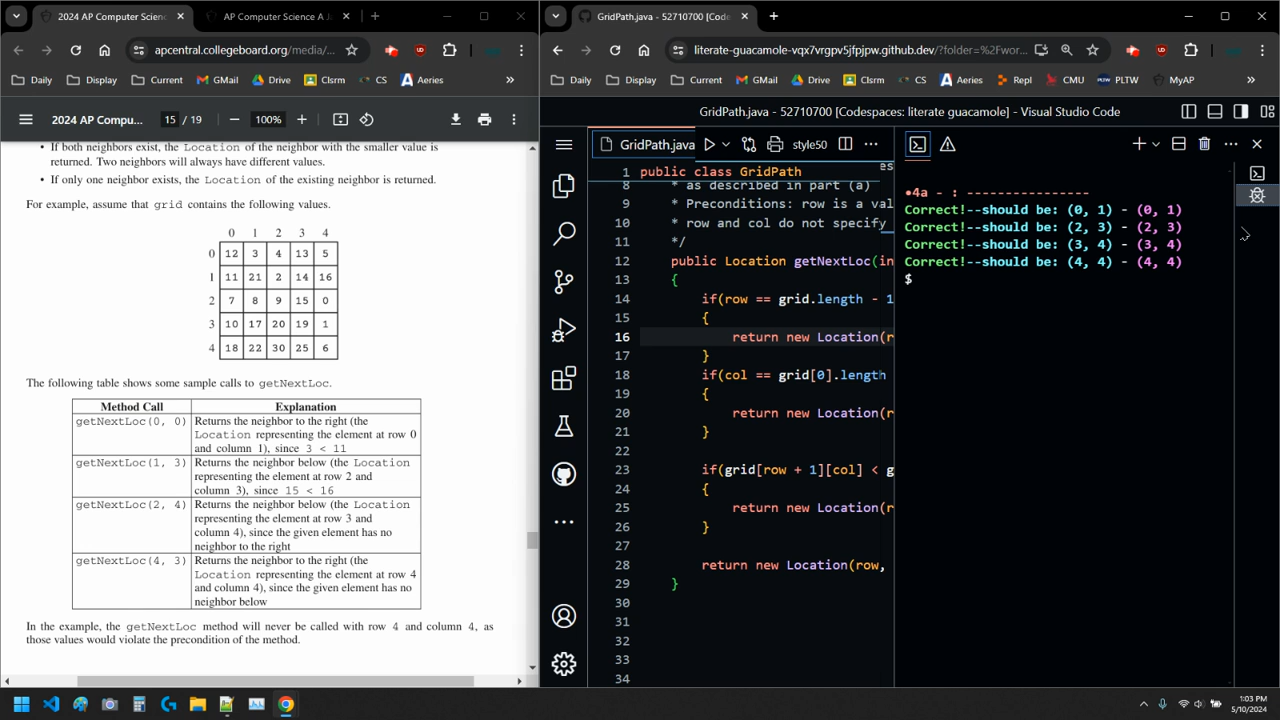 2024 AP Computer Scienc
AP Computer Science A Ja
GridPath.java - 52710700 [Codes
apcentral.collegeboard.org/media/...
literate-guacamole-vqx7vrgpv5jfpjpw.github.dev/?folder=%2Fwor...
Daily
Display
Current
GMail
Drive
Clsrm
CS
Aeries
»
Daily
Display
Current
GMail
Drive
Clsrm
CS
Aeries
Repl
CMU
PLTW
MyAP
»
2024 AP Compu...
15 / 19
100%
GridPath.java - 52710700 [Codespaces: literate guacamole] - Visual Studio Code
GridPath.java
style50
• If both neighbors exist, the Location of the neighbor with the smaller value is
returned. Two neighbors will always have different values.
• If only one neighbor exists, the Location of the existing neighbor is returned.
For example, assume that grid contains the following values.
0 1 2 3 4
0 12 3 4 13 5
1 11 21 2 14 16
2 7 8 9 15 0
3 10 17 20 19 1
4 18 22 30 25 6
The following table shows some sample calls to getNextLoc.
Method Call Explanation
getNextLoc(0, 0) Returns the neighbor to the right (the
Location representing the element at row 0
and column 1), since 3 < 11
getNextLoc(1, 3) Returns the neighbor below (the Location
representing the element at row 2 and
column 3), since 15 < 16
getNextLoc(2, 4) Returns the neighbor below (the Location
representing the element at row 3 and
column 4), since the given element has no
neighbor to the right
getNextLoc(4, 3) Returns the neighbor to the right (the
Location representing the element at row 4
and column 4), since the given element has no
neighbor below
In the example, the getNextLoc method will never be called with row 4 and column 4, as
those values would violate the precondition of the method.
1 public class GridPath
8 * as described in part (a)
9 * Preconditions: row is a val
10 * row and col do not specify
11 */
12 public Location getNextLoc(in
13 {
14 if(row == grid.length - 1
15 {
16 return new Location(r
17 }
18 if(col == grid[0].length
19 {
20 return new Location(r
21 }
22
23 if(grid[row + 1][col] < g
24 {
25 return new Location(r
26 }
27
28 return new Location(row,
29 }
30
31
32
33
34
4a - : ----------------
Correct!--should be: (0, 1) - (0, 1)
Correct!--should be: (2, 3) - (2, 3)
Correct!--should be: (3, 4) - (3, 4)
Correct!--should be: (4, 4) - (4, 4)
$
1:03 PM
5/10/2024